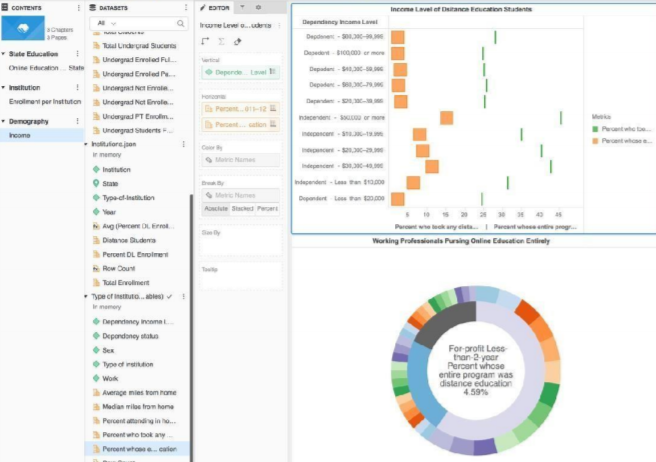 CONTENTS
3 Chapters
3 Pages
State Education
Online Education ... State
Institution
Enrollment per Institution
Demography
Income
DATASETS
All
Total Undergrad Students
Undergrad Enrolled Ful...
Undergrad Enrolled Pa...
Undergrad Not Enrolle...
Undergrad Not Enrolle...
Undergrad PT Enrollm...
Undergrad Students F...
Institutions.json
In memory
Institution
State
Type-of-Institution
Year
Avg (Percent DL Enroll...
Distance Students
Percent DL Enrollment
Row Count
Total Enrollment
Type of Institutio...ables)
In memory
Dependency Income L...
Dependency status
Sex
Type of institution
Work
Average miles from home
Median miles from home
Percent attending in ho...
Percent who took any ...
Percent whose e... cation
EDITOR
Income Level o...udents
Vertical
Depende... Level
Horizontal
Percent... 011-12
Percent... cation
Color By
Metric Names
Break By
Metric Names
Absolute Stacked Percent
Size By
Tooltip
Income Level of Distance Education Students
Dependency Income Level
Dependent - $80,000-99,999
Dependent - $100,000 or more
Dependent - $40,000-59,999
Dependent - $60,000-79,999
Dependent - $20,000-39,999
Independent - $50,000 or more
Independent - $10,000-19,999
Independent - $20,000-29,999
Independent - $30,000-49,999
Independent - Less than $10,000
Dependent - Less than $20,000
5 10 15 20 25 30 35 40 45
Percent who took any dista... | Percent whose entire progr...
Metrics
Percent who too...
Percent whose e...
Working Professionals Pursing Online Education Entirely
For-profit Less-
than-2-year
Percent whose
entire program was
distance education
4.59%